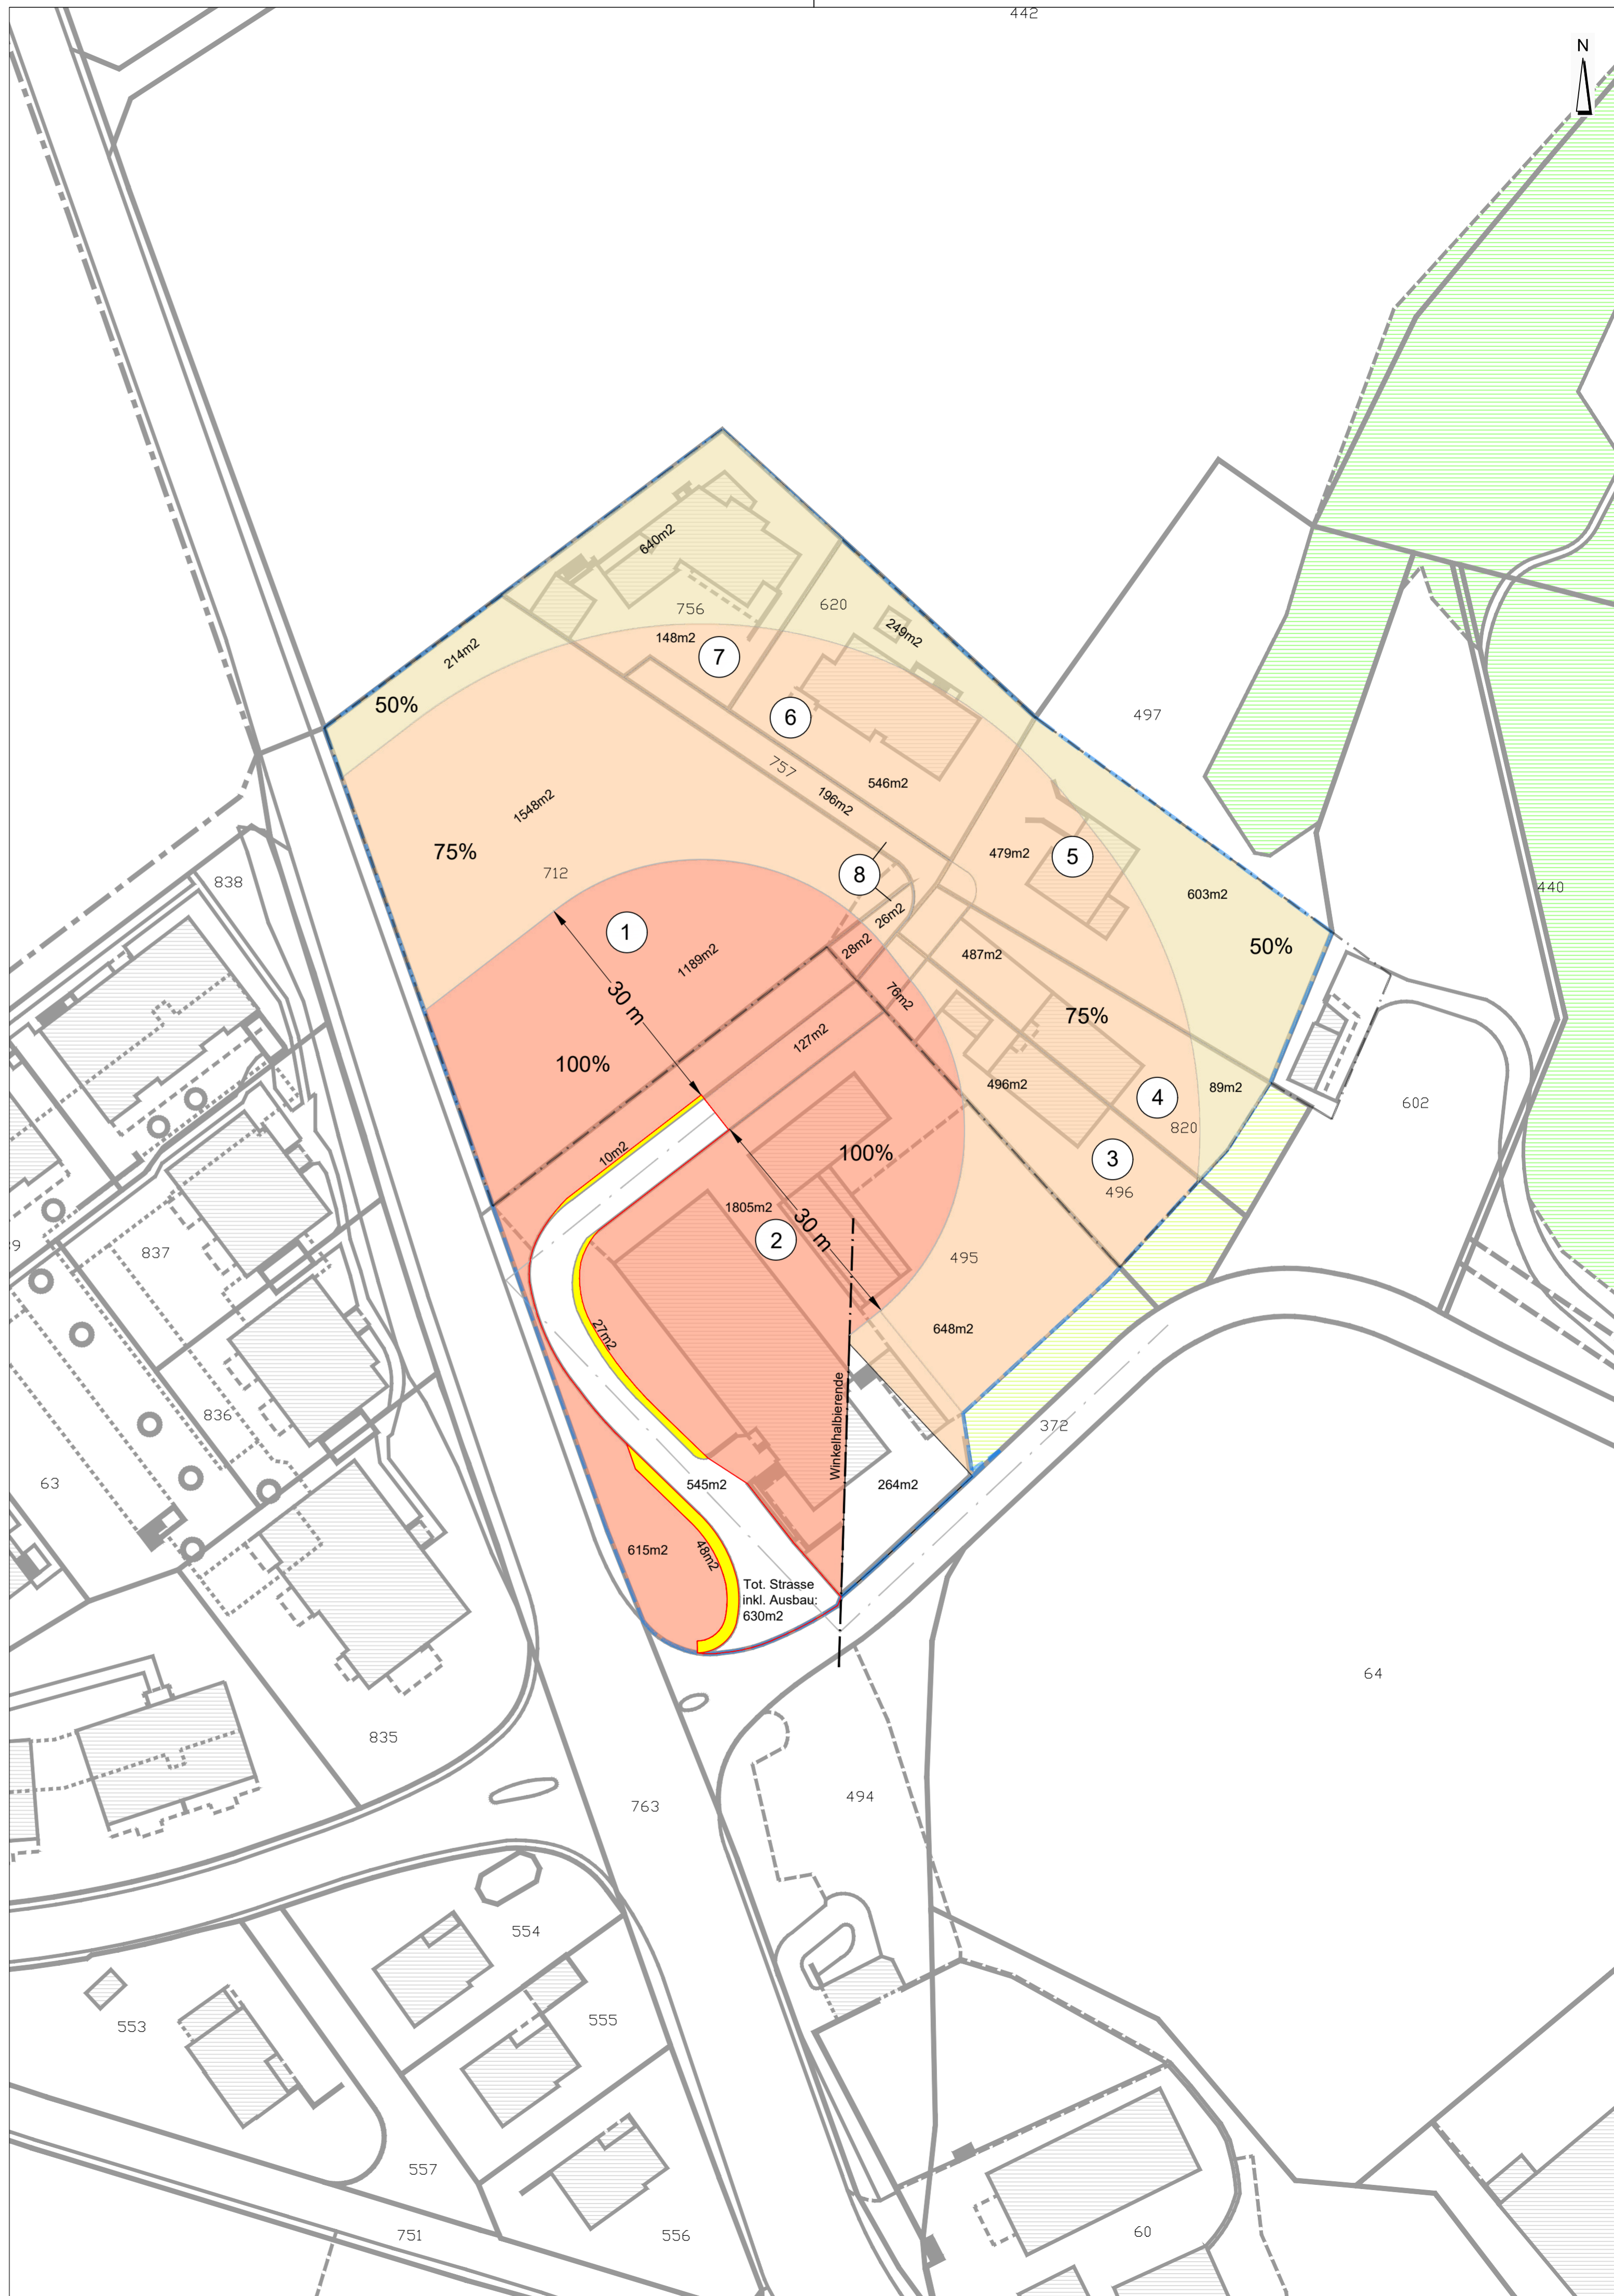 442
N
640m2
756
620
148m2
7
249m2
214m2
50%
6
497
757
546m2
1548m2
196m2
75%
479m2
5
712
8
838
603m2
440
26m2
1
28m2
487m2
50%
1189m2
76m2
30 m
75%
127m2
100%
496m2
89m2
4
602
820
10m2
100%
3
496
1805m2
30 m
2
837
495
9
27m2
648m2
Winkelhalbierende
836
372
63
545m2
264m2
615m2
48m2
Tot. Strasse
inkl. Ausbau:
630m2
64
835
763
494
554
553
555
557
751
556
60